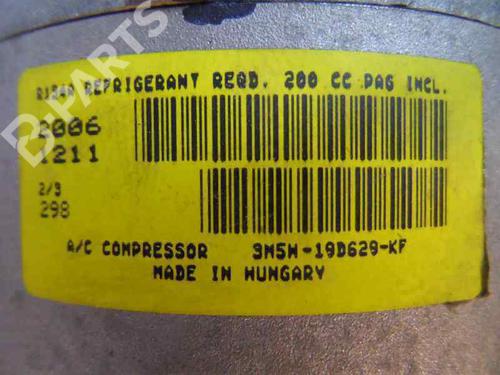 R134A REFRIGERANT REQD. 200 CC PAG INCL.
2006
1211
2/3
298
A/C COMPRESSOR 3M5H-19D629-KF
MADE IN HUNGARY
B-PARTS